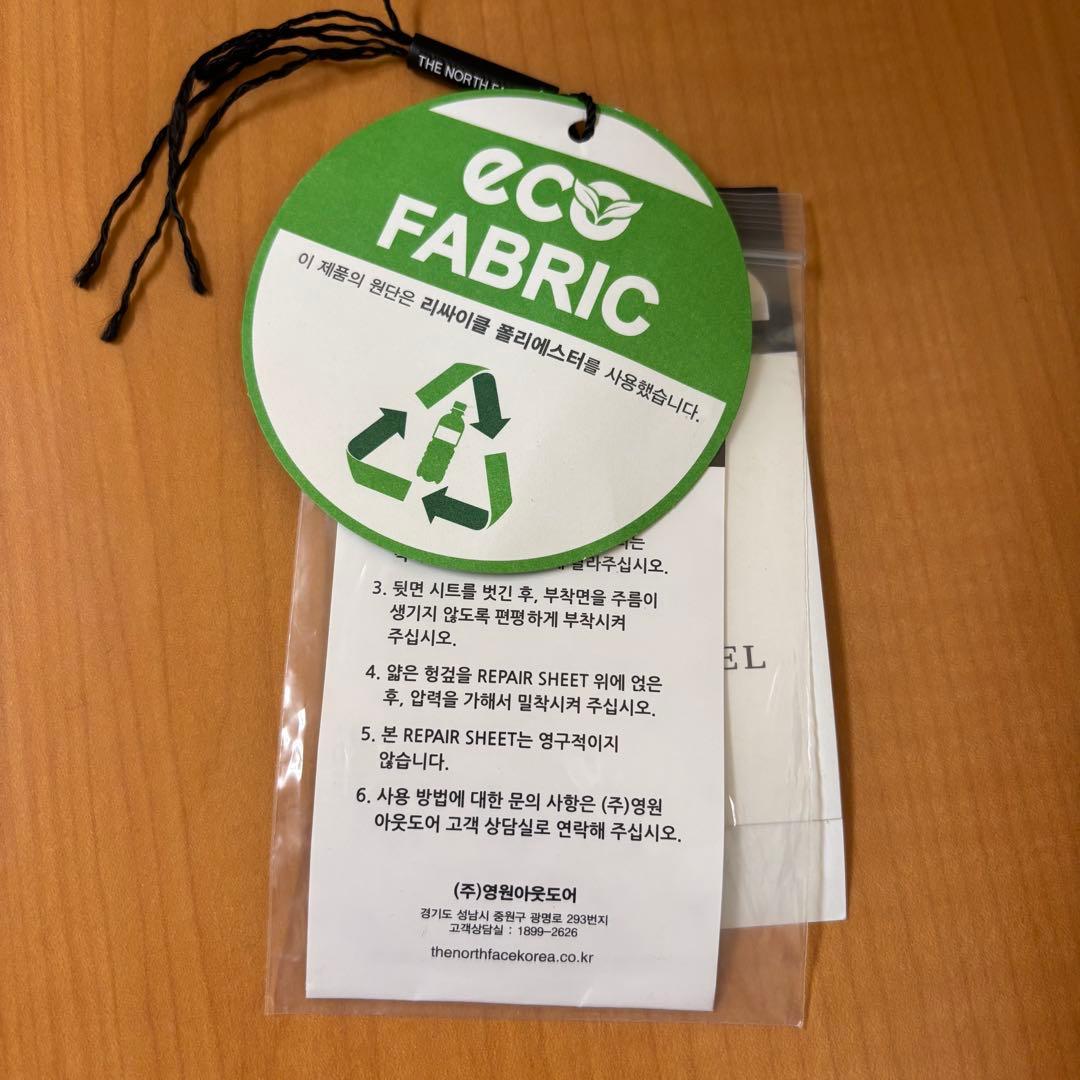 THE NORTH
eco
FABRIC
이 제품의 원단은 리싸이클 폴리에스터를 사용했습니다.
주십시오.
3. 뒷면 시트를 벗긴 후, 부착면을 주름이
생기지 않도록 편평하게 부착시켜
주십시오.
4. 얇은 헝겊을 REPAIR SHEET 위에 얹은
후, 압력을 가해서 밀착시켜 주십시오.
5. 본 REPAIR SHEET는 영구적이지
않습니다.
6. 사용 방법에 대한 문의 사항은 (주)영원
아웃도어 고객 상담실로 연락해 주십시오.
(주)영원아웃도어
경기도 성남시 중원구 광명로 293번지
고객상담실 : 1899-2626
thenorthfacekorea.co.kr
EL